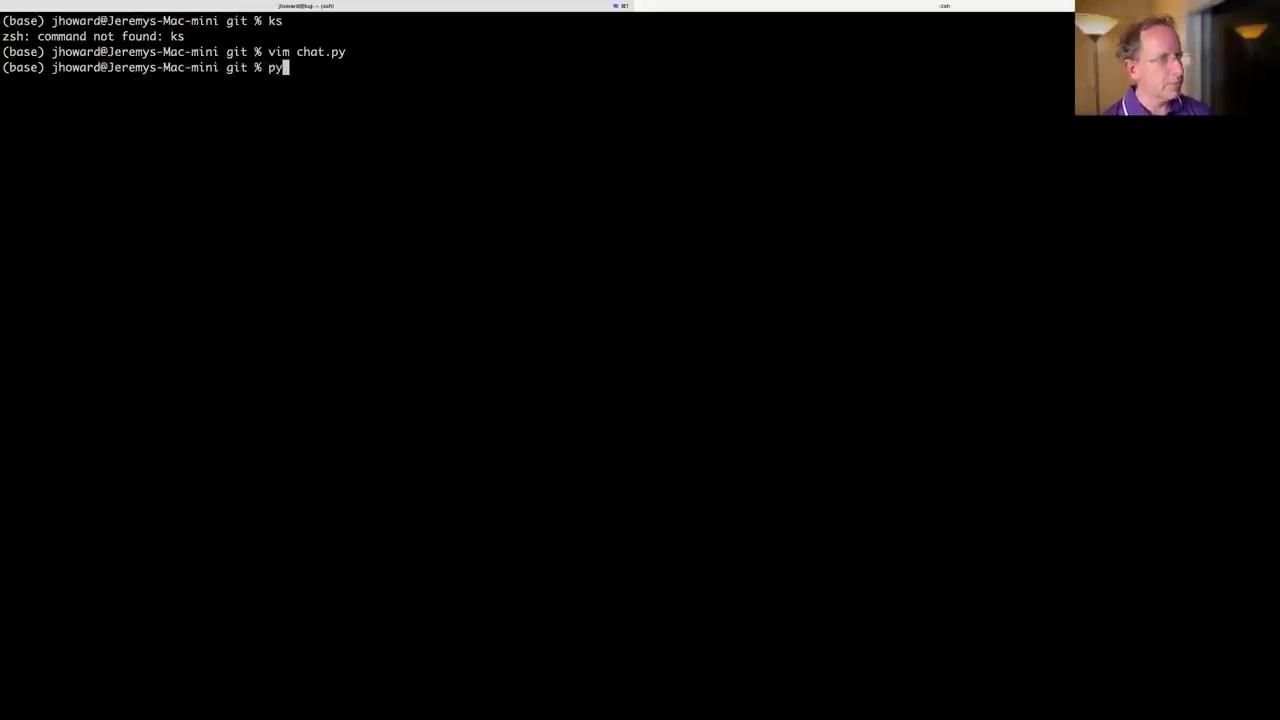 jhoward@bg: ~ (ssh)
⌘1
-zsh
(base) jhoward@Jeremys-Mac-mini git % ks
zsh: command not found: ks
(base) jhoward@Jeremys-Mac-mini git % vim chat.py
(base) jhoward@Jeremys-Mac-mini git % py